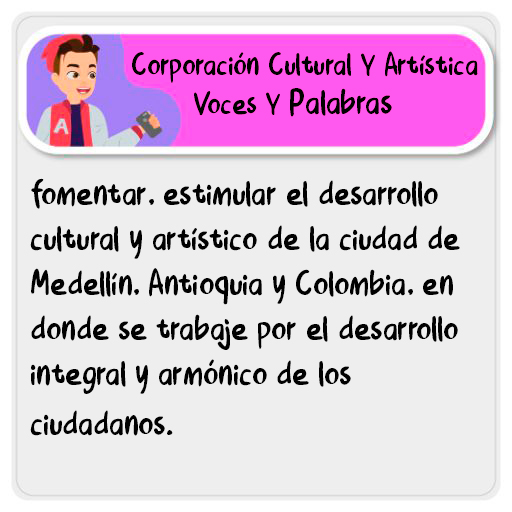 Corporación Cultural Y Artística
Voces Y Palabras
A
fomentar. estimular el desarrollo
cultural y artístico de la ciudad de
Medellín. Antioquia y Colombia. en
donde se trabaje por el desarrollo
integral y armónico de los
ciudadanos.